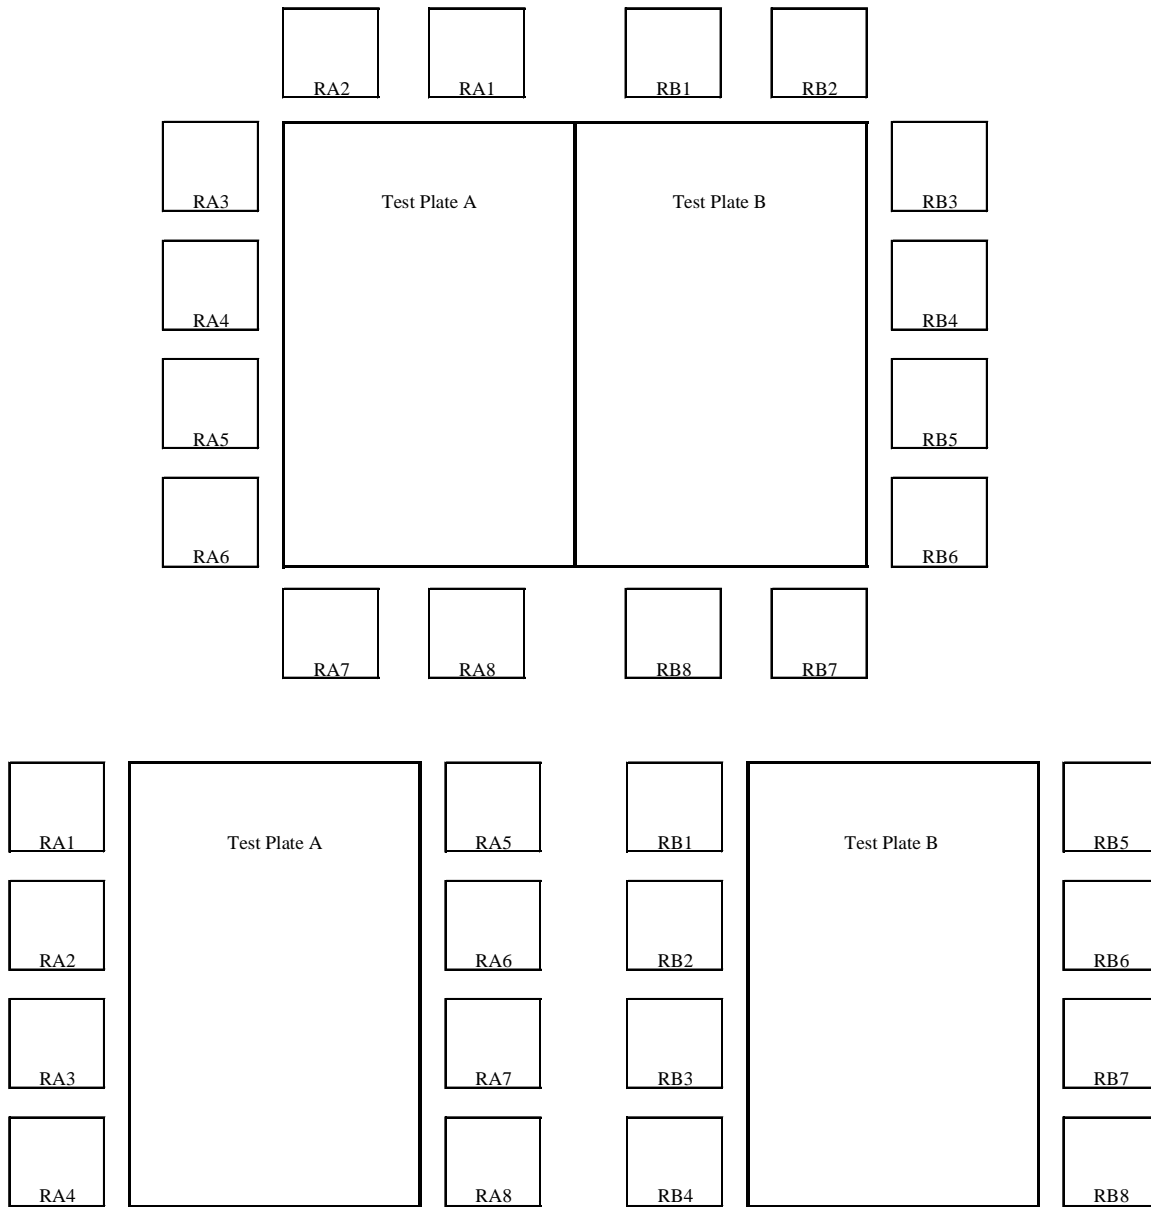 RA2 RA1 RB1 RB2
RA3 Test Plate A Test Plate B RB3
RA4 RB4
RA5 RB5
RA6 RB6
RA7 RA8 RB8 RB7
RA1 Test Plate A RA5 RB1 Test Plate B RB5
RA2 RA6 RB2 RB6
RA3 RA7 RB3 RB7
RA4 RA8 RB4 RB8